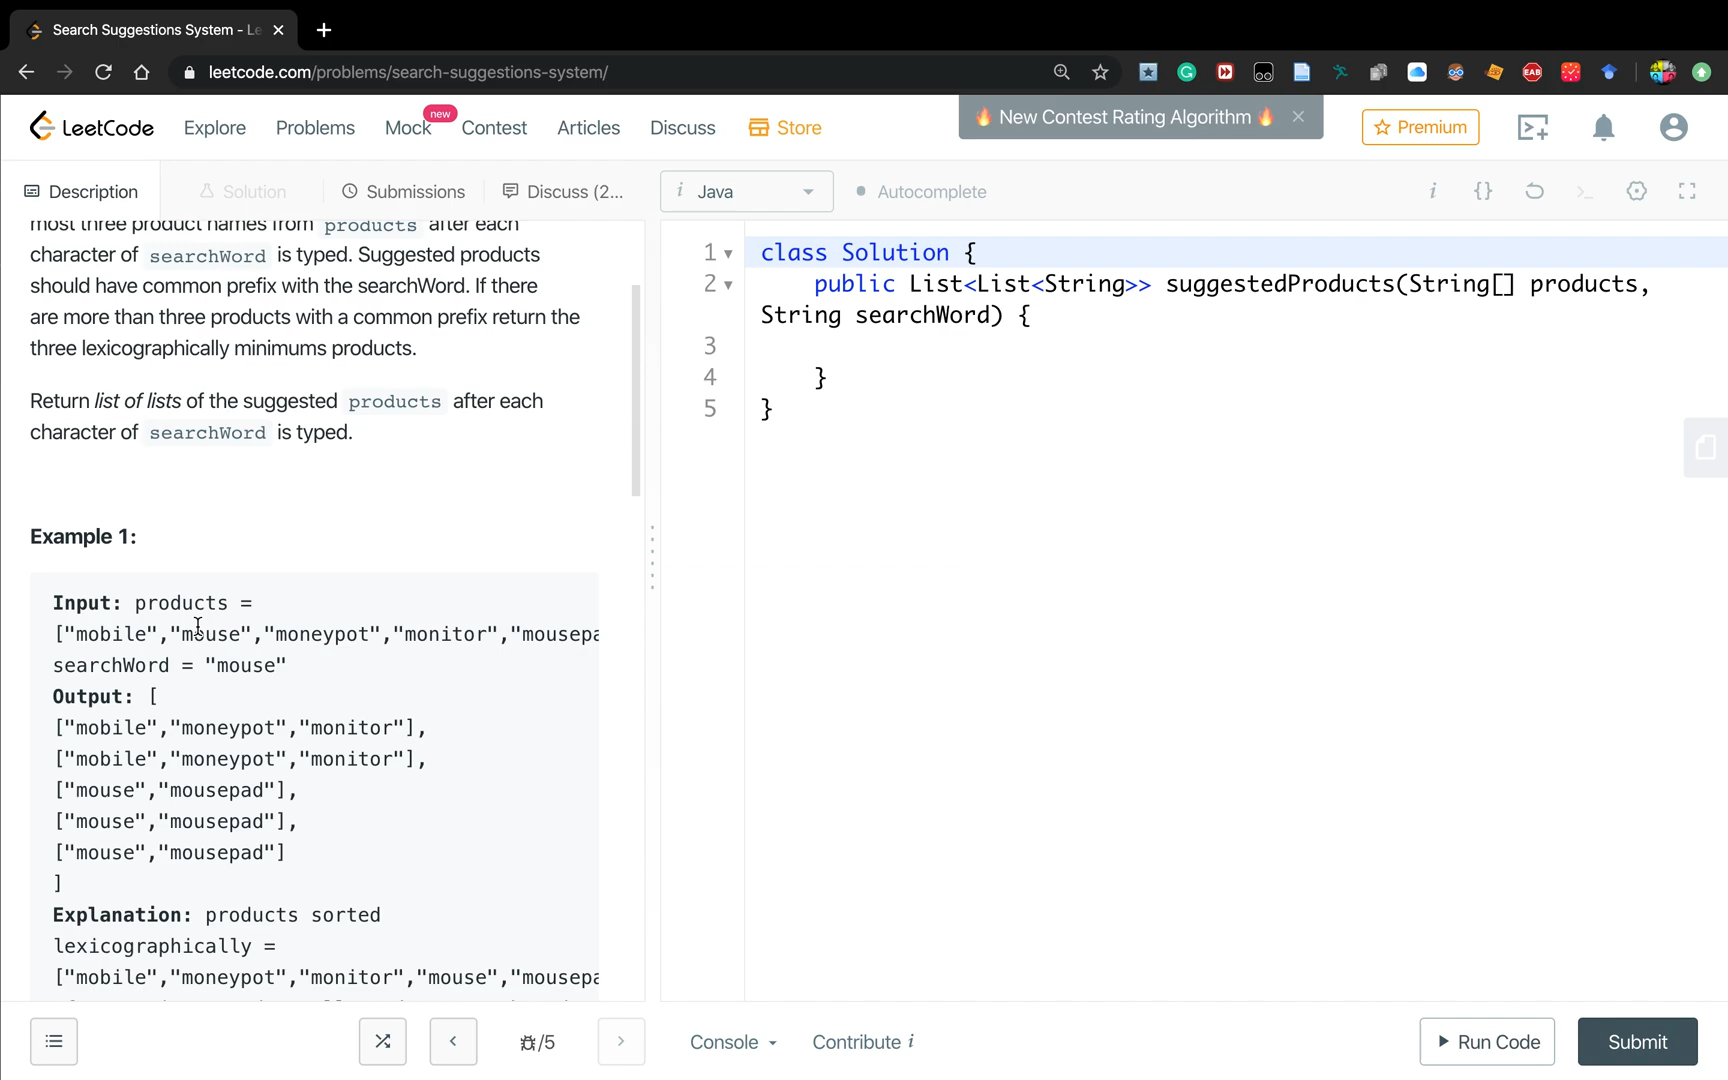 Search Suggestions System - Le
leetcode.com/problems/search-suggestions-system/
EAB
LeetCode
Explore
Problems
Mock
new
Contest
Articles
Discuss
Store
🔥 New Contest Rating Algorithm 🔥
Premium
Description
Solution
Submissions
Discuss (2...
i Java
Autocomplete
i {}
most three product names from products after each
character of searchWord is typed. Suggested products
should have common prefix with the searchWord. If there
are more than three products with a common prefix return the
three lexicographically minimums products.
Return list of lists of the suggested products after each
character of searchWord is typed.
Example 1:
Input: products =
["mobile","mouse","moneypot","monitor","mousepa
searchWord = "mouse"
Output: [
["mobile","moneypot","monitor"],
["mobile","moneypot","monitor"],
["mouse","mousepad"],
["mouse","mousepad"],
["mouse","mousepad"]
]
Explanation: products sorted
lexicographically =
["mobile","moneypot","monitor","mouse","mousepa
1 class Solution {
2 public List<List<String>> suggestedProducts(String[] products,
String searchWord) {
3
4 }
5 }
/5
Console
Contribute i
Run Code
Submit